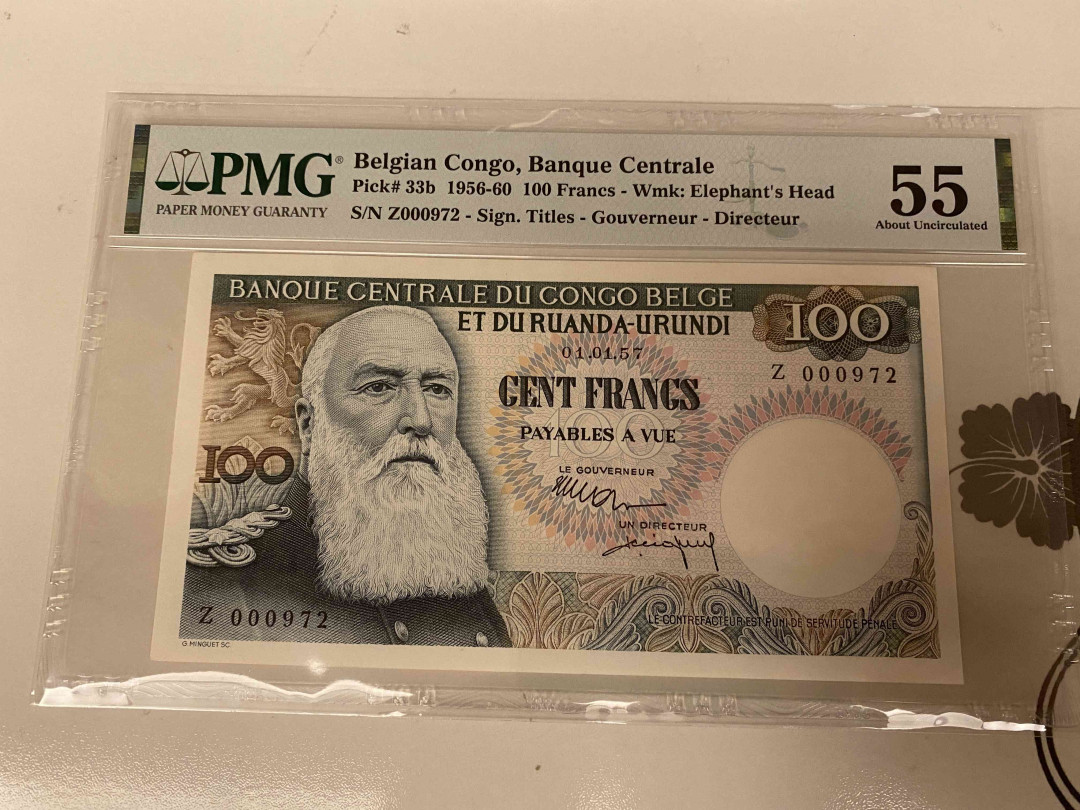 PMG®
PAPER MONEY GUARANTY
Belgian Congo, Banque Centrale
Pick# 33b 1956-60 100 Francs - Wmk: Elephant's Head
S/N Z000972 - Sign. Titles - Gouverneur - Directeur
55
About Uncirculated
BANQUE CENTRALE DU CONGO BELGE
ET DU RUANDA-URUNDI
100
01.01.57
Z 000972
CENT FRANCS
100
PAYABLES A VUE
100
LE GOUVERNEUR
UN DIRECTEUR
Z 000972
LE CONTREFACTEUR EST PUNI DE SERVITUDE PENALE
G. MINGUET SC.